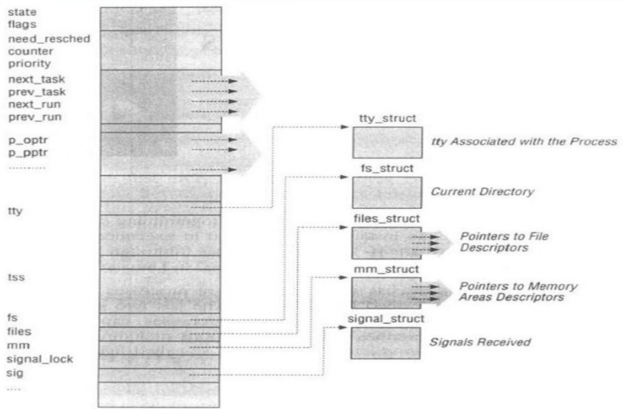 state
flags
need_resched
counter
priority
next_task
prev_task
next_run
prev_run
p_optr
p_pptr
..........
tty
tss
fs
files
mm
signal_lock
sig
....
tty_struct
tty Associated with the Process
fs_struct
Current Directory
files_struct
Pointers to File
Descriptors
mm_struct
Pointers to Memory
Areas Descriptors
signal_struct
Signals Received